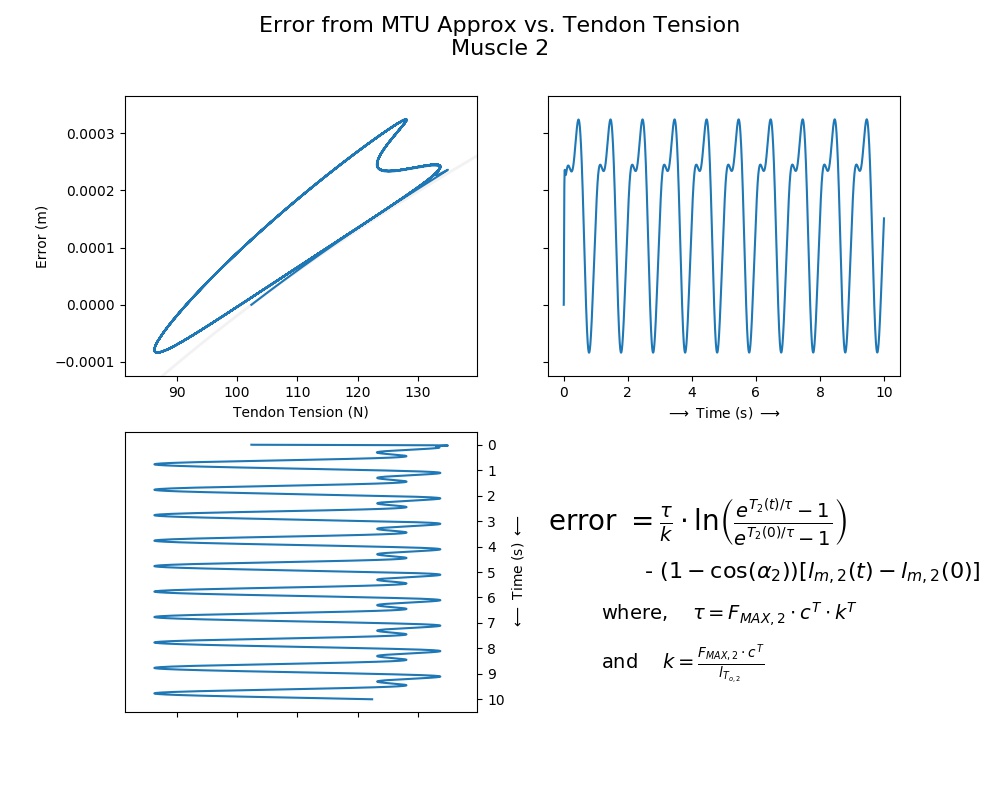 Error from MTU Approx vs. Tendon Tension
Muscle 2
Error (m)
0.0003
0.0002
0.0001
0.0000
−0.0001
90 100 110 120 130
Tendon Tension (N)
0 2 4 6 8 10
⟶ Time (s) ⟶
0
1
2
3
4
5
6
7
8
9
10
⟵ Time (s) ⟵
error = τ/k · ln((e^{T₂(t)/τ} − 1)/(e^{T₂(0)/τ} − 1))
- (1 − cos(α₂))[l_{m,2}(t) − l_{m,2}(0)]
where, τ = F_{MAX,2} · c^T · k^T
and k = F_{MAX,2} · c^T / l_{T_{o,2}}